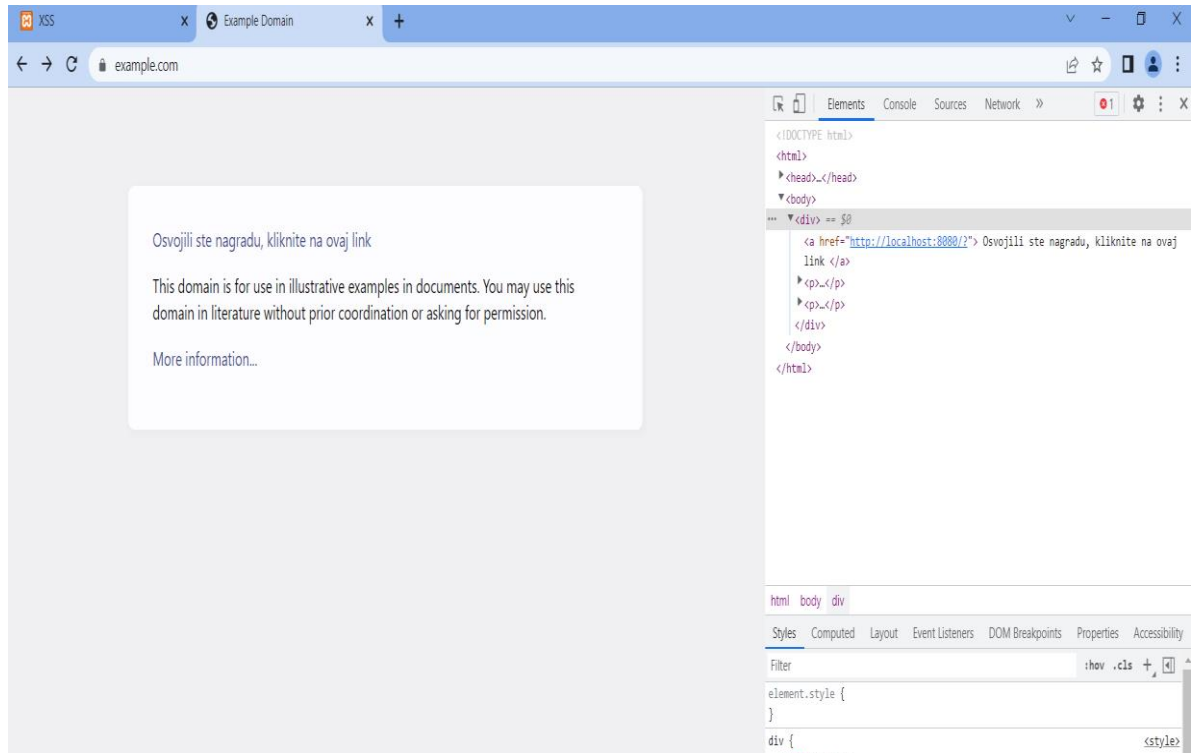 XSS
Example Domain
example.com
Osvojili ste nagradu, kliknite na ovaj link
This domain is for use in illustrative examples in documents. You may use this
domain in literature without prior coordination or asking for permission.
More information...
Elements Console Sources Network » 1
<!DOCTYPE html>
<html>
<head>…</head>
<body>
··· <div> == $0
<a href="http://localhost:8080/?"> Osvojili ste nagradu, kliknite na ovaj
link </a>
<p>…</p>
<p>…</p>
</div>
</body>
</html>
html body div
Styles Computed Layout Event Listeners DOM Breakpoints Properties Accessibility
Filter :hov .cls +
element.style {
}
div { <style>